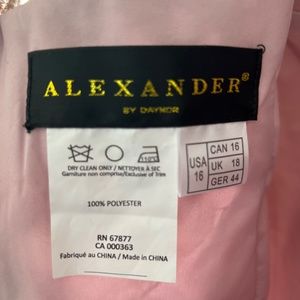 ALEXANDER®
BY DAYMOR
DRY CLEAN ONLY / NETTOYER À SEC
Garniture non comprise/Exclusive of Trim
100% POLYESTER
RN 67877
CA 000363
Fabriqué au CHINA / Made in CHINA
USA 16
CAN 16
UK 18
GER 44